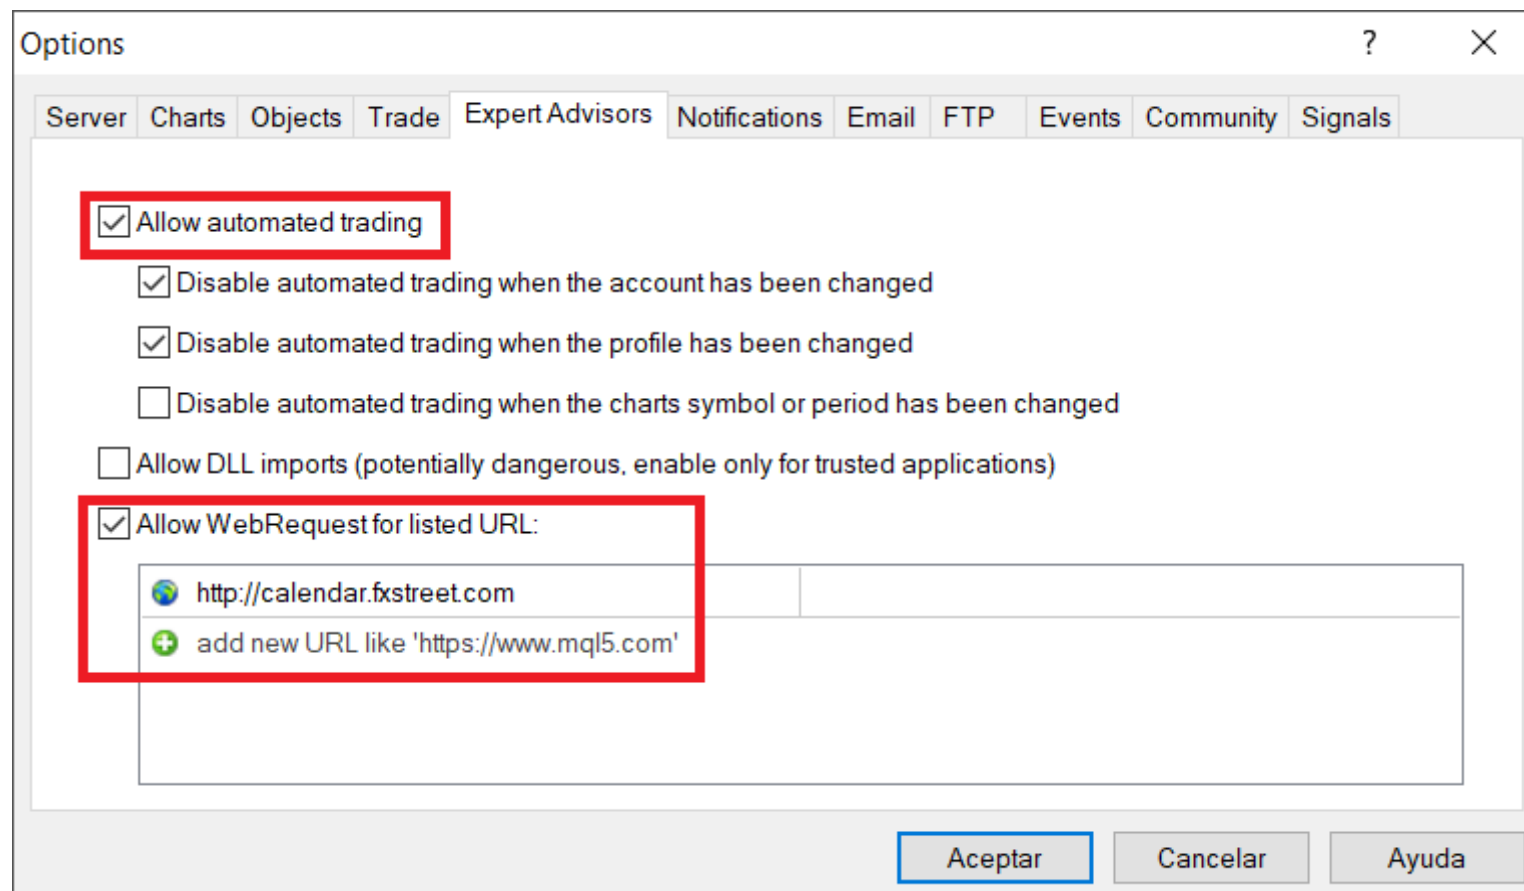 Options ?
Server Charts Objects Trade Expert Advisors Notifications Email FTP Events Community Signals
Allow automated trading
Disable automated trading when the account has been changed
Disable automated trading when the profile has been changed
Disable automated trading when the charts symbol or period has been changed
Allow DLL imports (potentially dangerous, enable only for trusted applications)
Allow WebRequest for listed URL:
http://calendar.fxstreet.com
add new URL like 'https://www.mql5.com'
Aceptar Cancelar Ayuda